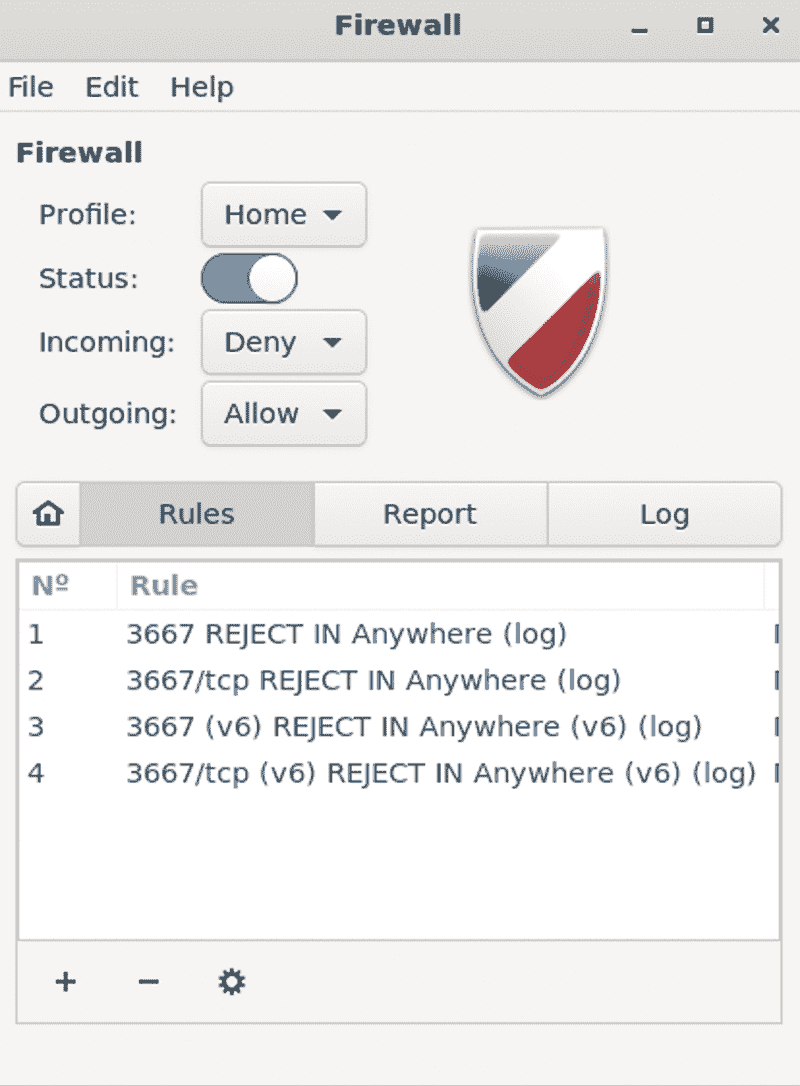 Firewall
File Edit Help
Firewall
Profile: Home
Status:
Incoming: Deny
Outgoing: Allow
Rules Report Log
Nº Rule
1 3667 REJECT IN Anywhere (log)
2 3667/tcp REJECT IN Anywhere (log)
3 3667 (v6) REJECT IN Anywhere (v6) (log)
4 3667/tcp (v6) REJECT IN Anywhere (v6) (log)